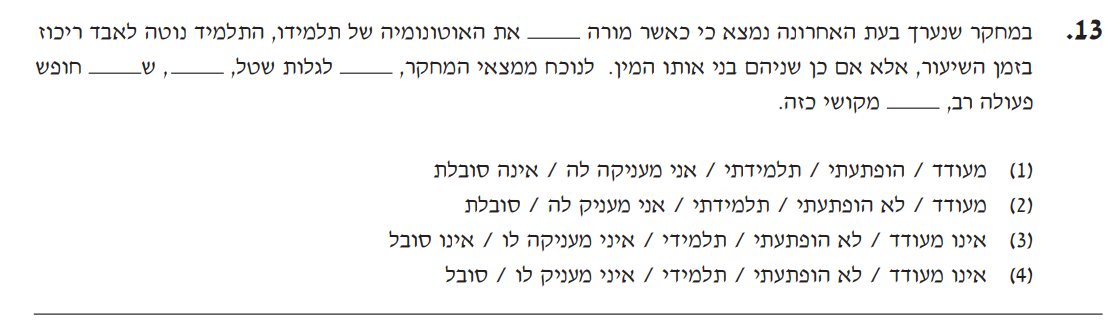 13. במחקר שנערך בעת האחרונה נמצא כי כאשר מורה _____ את האוטונומיה של תלמידו, התלמיד נוטה לאבד ריכוז
בזמן השיעור, אלא אם כן שניהם בני אותו המין. לנוכח ממצאי המחקר, _____ לגלות שטל, _____, ש_____ חופש
פעולה רב, _____ מקושי כזה.
(1) מעודד / הופתעתי / תלמידתי / אני מעניקה לה / אינה סובלת
(2) מעודד / לא הופתעתי / תלמידתי / אני מעניק לה / סובלת
(3) אינו מעודד / לא הופתעתי / תלמידי / איני מעניקה לו / אינו סובל
(4) אינו מעודד / לא הופתעתי / תלמידי / איני מעניק לו / סובל